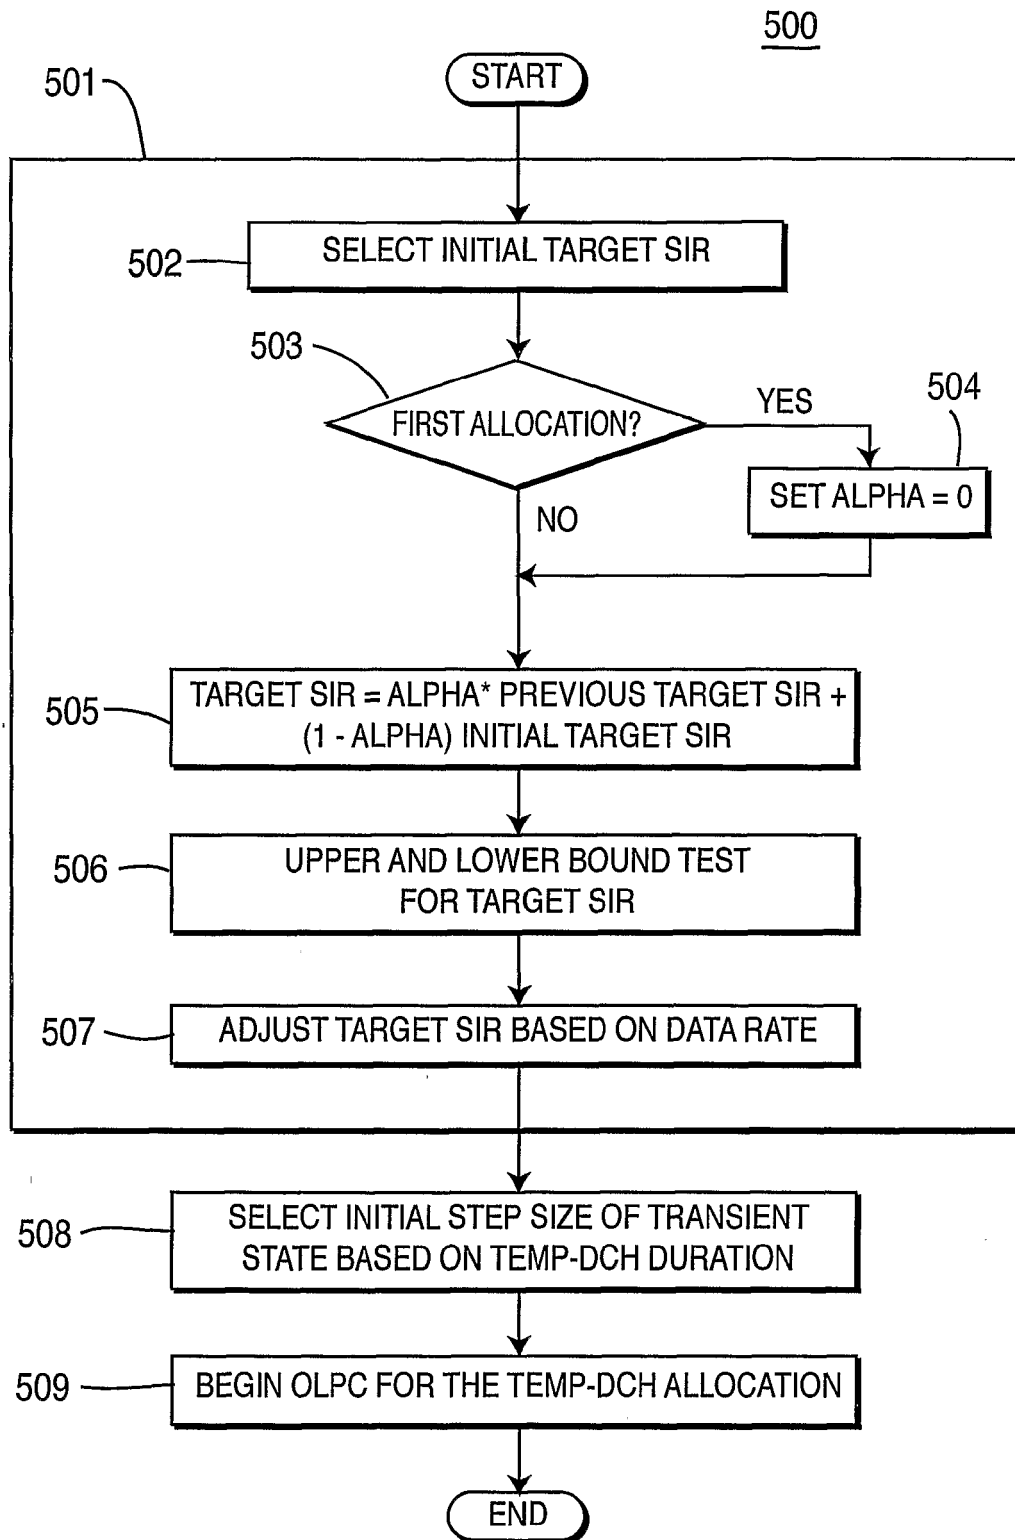 500
START
501
502
SELECT INITIAL TARGET SIR
503
FIRST ALLOCATION?
YES
504
SET ALPHA = 0
NO
505
TARGET SIR = ALPHA* PREVIOUS TARGET SIR +
(1 - ALPHA) INITIAL TARGET SIR
506
UPPER AND LOWER BOUND TEST
FOR TARGET SIR
507
ADJUST TARGET SIR BASED ON DATA RATE
508
SELECT INITIAL STEP SIZE OF TRANSIENT
STATE BASED ON TEMP-DCH DURATION
509
BEGIN OLPC FOR THE TEMP-DCH ALLOCATION
END